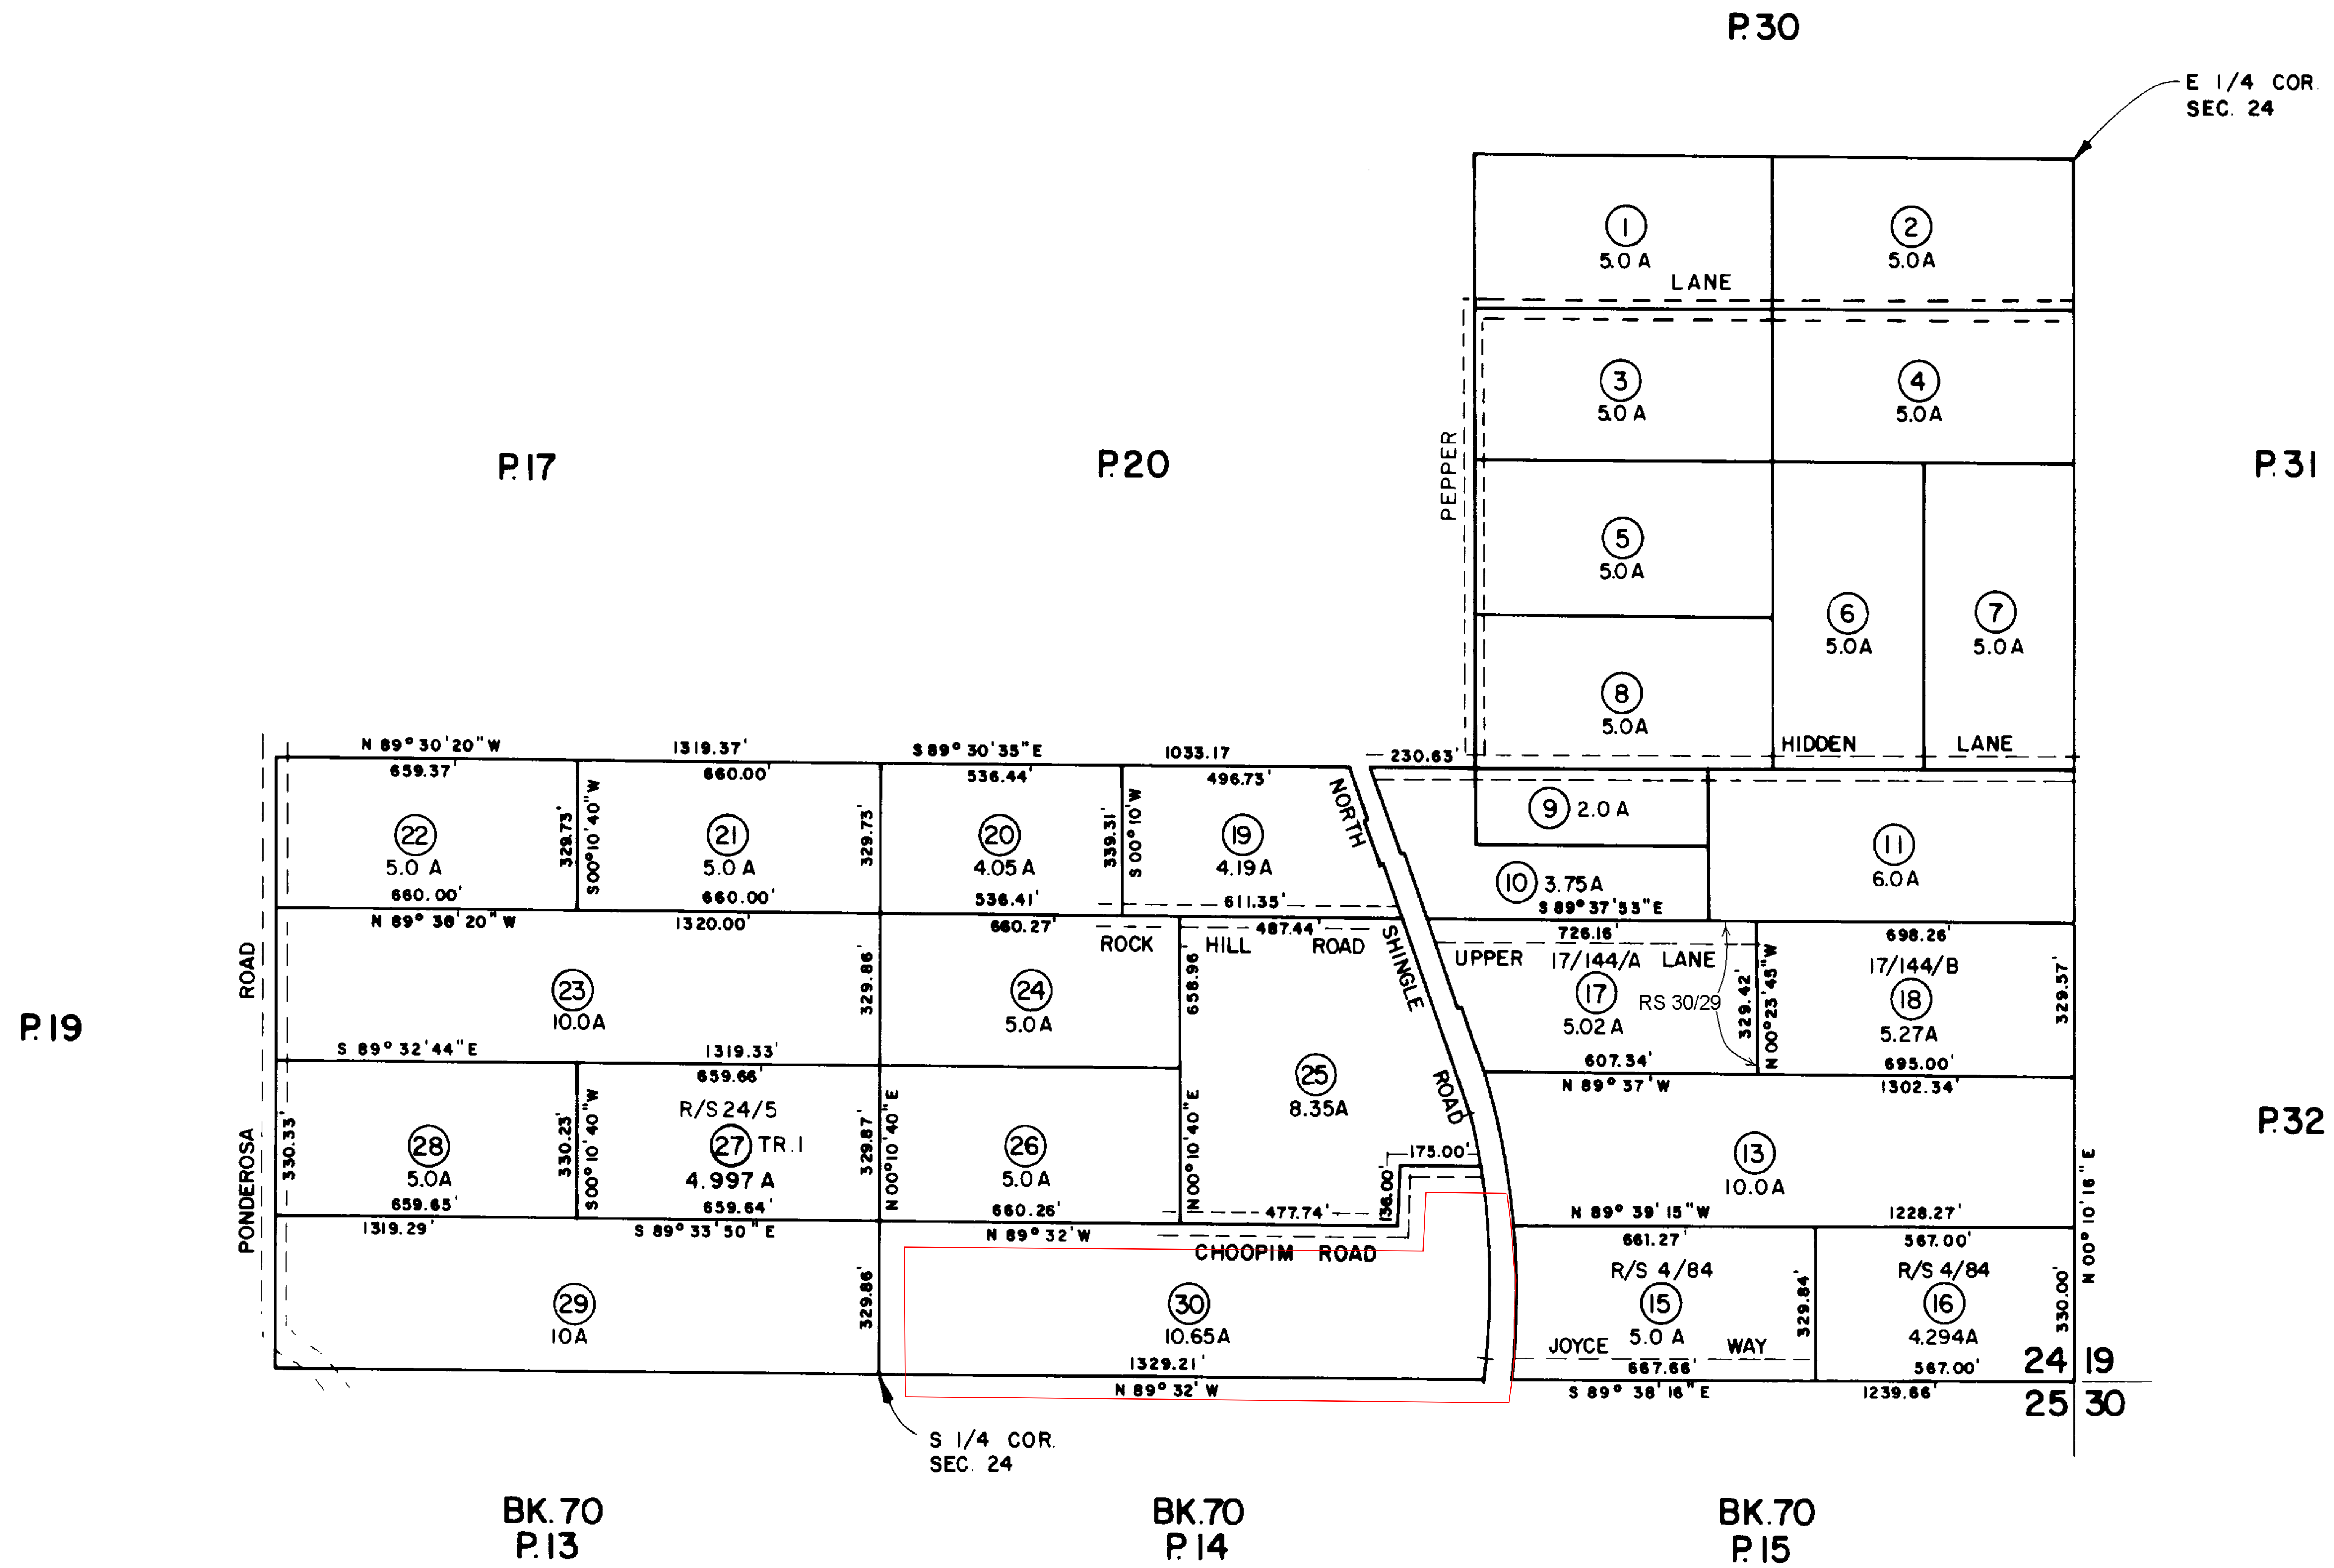 P.30
E 1/4 COR.
SEC. 24
1
5.0 A
2
5.0A
LANE
3
5.0 A
4
5.0A
PEPPER
P.17
P.20
P.31
5
5.0A
6
5.0A
7
5.0A
8
5.0A
HIDDEN LANE
N 89° 30' 20" W
1319.37'
S 89° 30' 35" E
1033.17
230.63'
659.37'
660.00'
536.44'
496.73'
22
5.0 A
660.00'
329.73'
S 00° 10' 40" W
21
5.0 A
660.00'
329.73'
20
4.05 A
536.41'
339.31
S 00° 10' W
19
4.19 A
611.35'
NORTH SHINGLE ROAD
9
2.0 A
10
3.75A
S 89° 37' 53" E
11
6.0A
N 89° 36' 20" W
1320.00'
660.27'
ROCK HILL ROAD
487.44'
726.16'
698.26'
UPPER LANE
17/144/A
17/144/B
PONDEROSA ROAD
23
10.0A
329.86'
24
5.0A
658.96
17
5.02 A
RS 30/29
329.42'
N 00° 23' 45" W
18
5.27A
329.57'
P.19
S 89° 32' 44" E
1319.33'
607.34'
695.00'
N 89° 37' W
1302.34'
659.66'
R/S 24/5
25
8.35A
330.33'
28
5.0A
659.65'
330.23'
S 00° 10' 40" W
27
TR. 1
4.997 A
659.64'
329.87'
N 00° 10' 40" E
26
5.0 A
660.26'
N 00° 10' 40" E
477.74'
136.00'
175.00'
13
10.0A
N 00° 10' 16" E
P.32
1319.29'
S 89° 33' 50" E
N 89° 32' W
CHOOPIM ROAD
N 89° 39' 15" W
1228.27'
661.27'
567.00'
R/S 4/84
R/S 4/84
29
10A
329.86'
30
10.65A
1329.21'
N 89° 32' W
15
5.0 A
JOYCE WAY
667.66'
329.84'
16
4.294A
567.00'
330.00'
24 19
S 89° 38' 16" E
1239.66'
25 30
S 1/4 COR.
SEC. 24
BK. 70
P.13
BK.70
P.14
BK.70
P.15